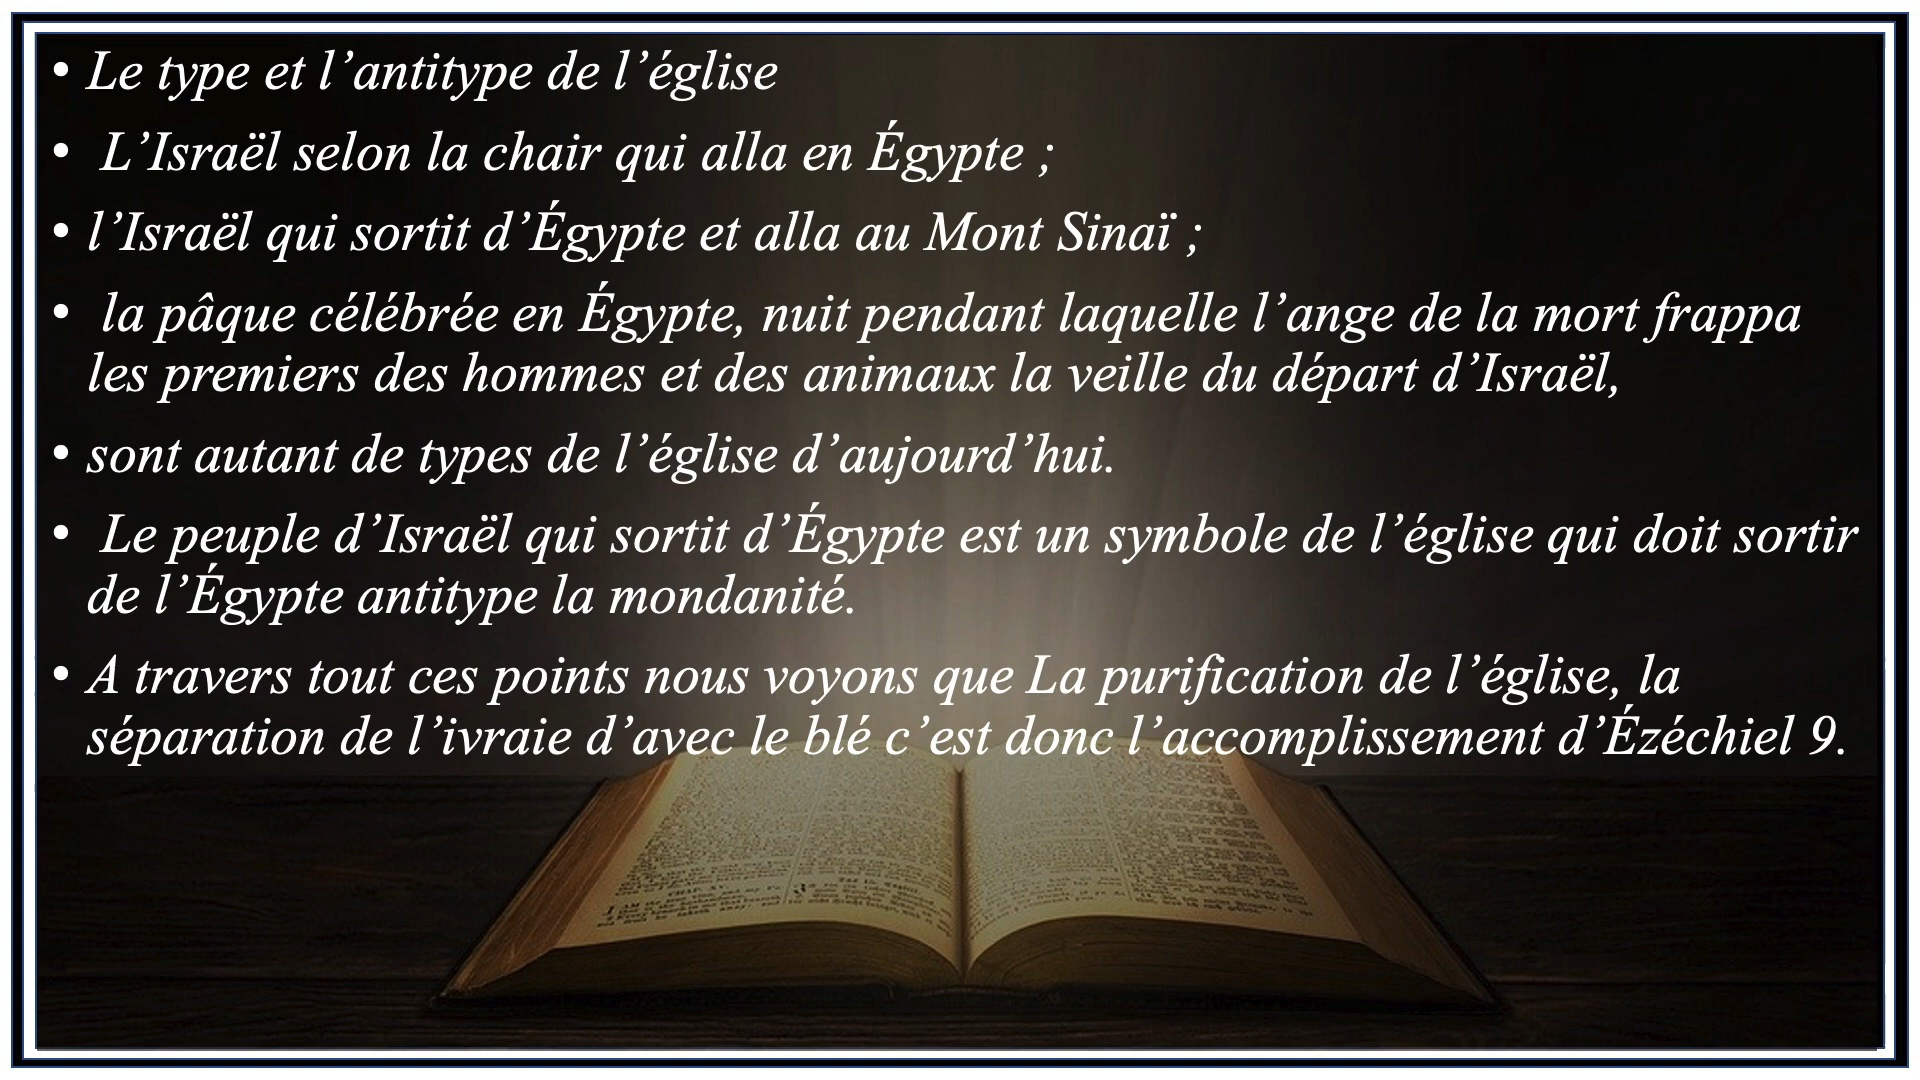 • Le type et l’antitype de l’église
• L’Israël selon la chair qui alla en Égypte ;
• l’Israël qui sortit d’Égypte et alla au Mont Sinaï ;
• la pâque célébrée en Égypte, nuit pendant laquelle l’ange de la mort frappa
les premiers des hommes et des animaux la veille du départ d’Israël,
• sont autant de types de l’église d’aujourd’hui.
• Le peuple d’Israël qui sortit d’Égypte est un symbole de l’église qui doit sortir
de l’Égypte antitype la mondanité.
• A travers tout ces points nous voyons que La purification de l’église, la
séparation de l’ivraie d’avec le blé c’est donc l’accomplissement d’Ézéchiel 9.